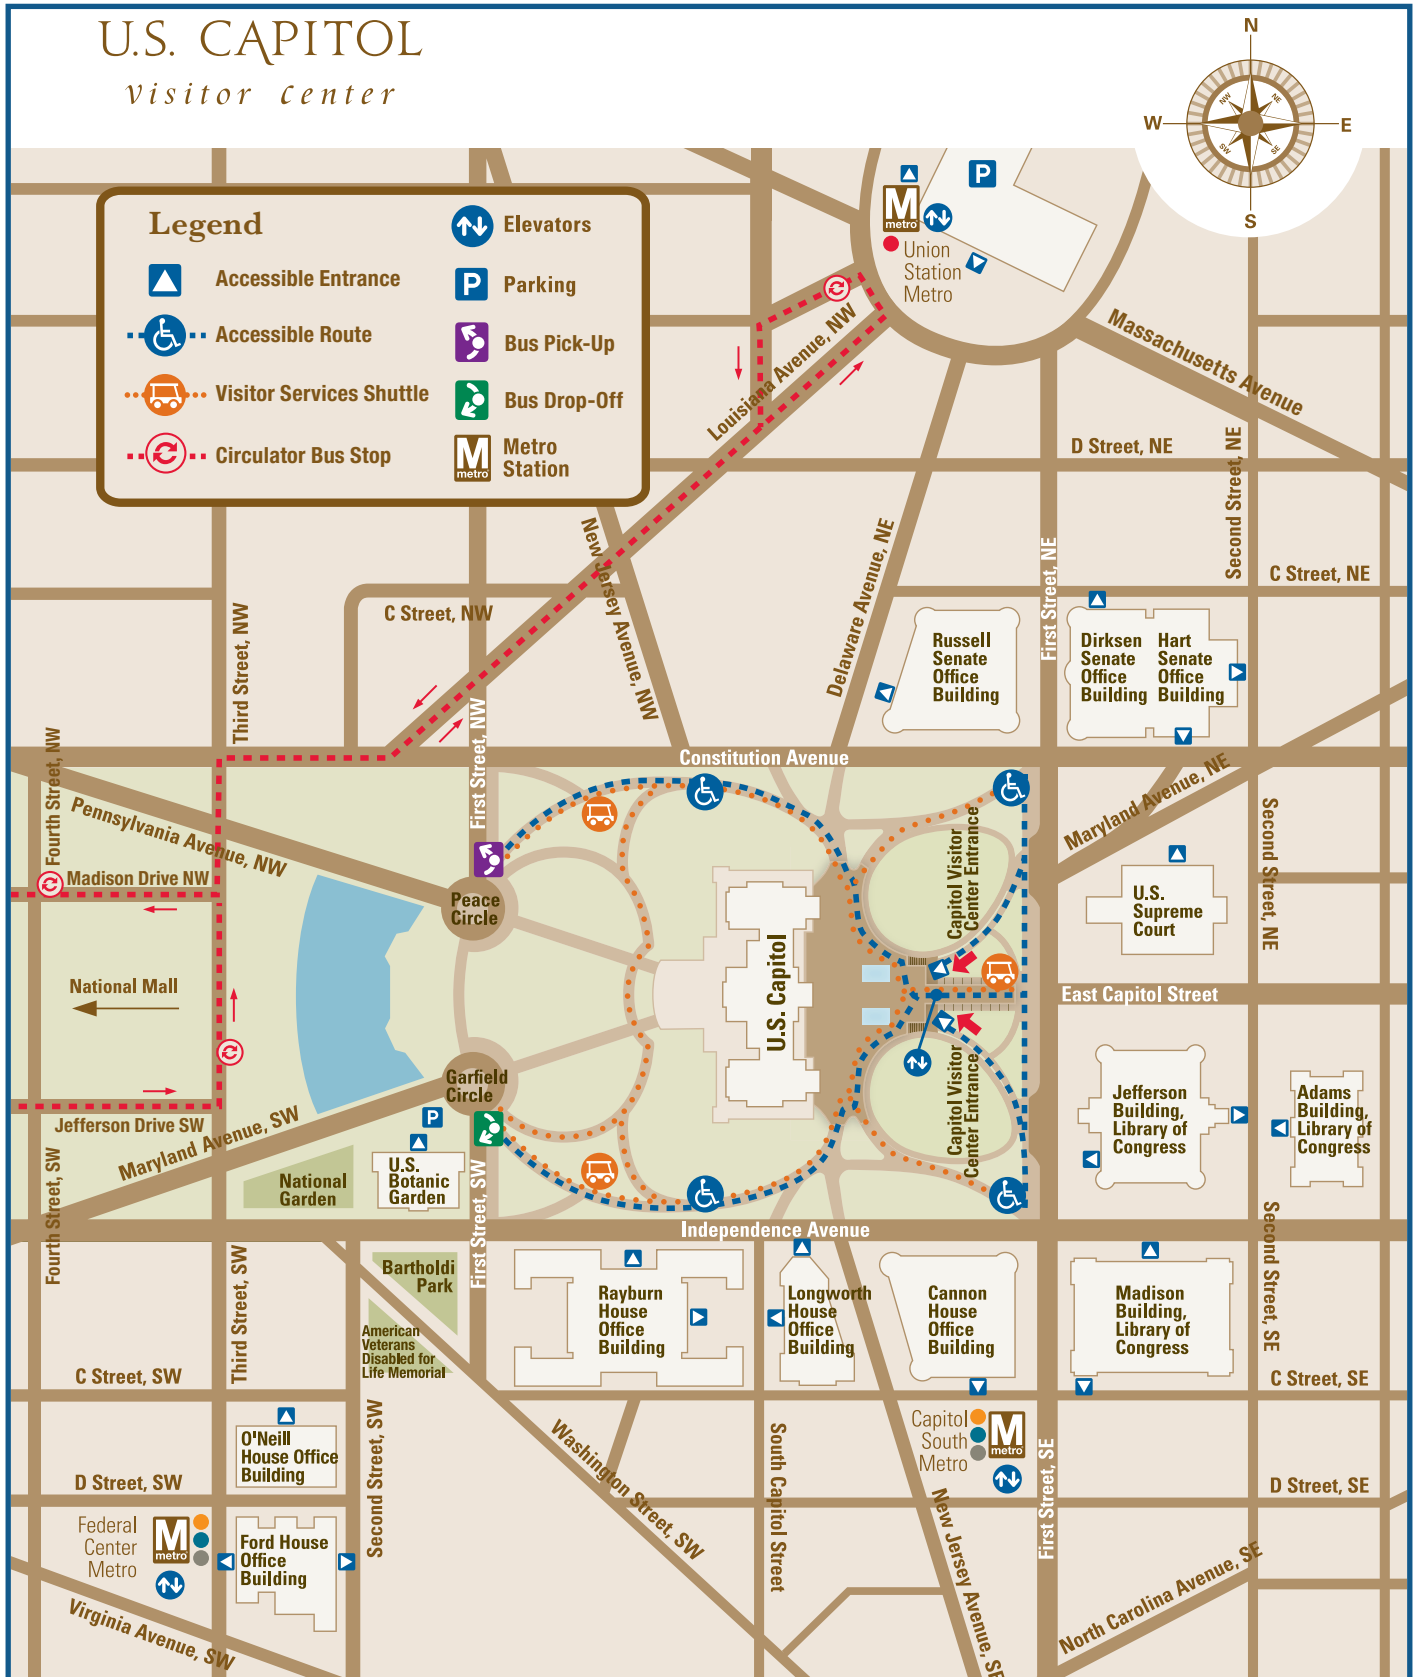 U.S. CAPITOL
Visitor Center
N
NW
NE
W
E
SW
SE
S
Legend
Accessible Entrance
Accessible Route
Visitor Services Shuttle
Circulator Bus Stop
Elevators
P
Parking
Bus Pick-Up
Bus Drop-Off
M
metro
Metro
Station
P
M
metro
Union
Station
Metro
Massachusetts Avenue
Louisiana Avenue, NW
D Street, NE
Second Street, NE
New Jersey Avenue, NW
Delaware Avenue, NE
First Street, NE
C Street, NE
C Street, NW
Third Street, NW
Russell
Senate
Office
Building
Dirksen
Senate
Office
Building
Hart
Senate
Office
Building
First Street, NW
Fourth Street, NW
Constitution Avenue
Maryland Avenue, NE
Pennsylvania Avenue, NW
Madison Drive NW
Peace
Circle
Capitol Visitor
Center Entrance
U.S.
Supreme
Court
Second Street, NE
National Mall
U.S. Capitol
East Capitol Street
Garfield
Circle
Capitol Visitor
Center Entrance
Jefferson
Building,
Library of
Congress
Adams
Building,
Library of
Congress
Jefferson Drive SW
Maryland Avenue, SW
P
National
Garden
U.S.
Botanic
Garden
Fourth Street, SW
First Street, SW
Independence Avenue
Second Street, SE
Third Street, SW
Bartholdi
Park
American
Veterans
Disabled for
Life Memorial
Rayburn
House
Office
Building
Longworth
House
Office
Building
Cannon
House
Office
Building
Madison
Building,
Library of
Congress
C Street, SW
C Street, SE
Second Street, SW
O'Neill
House Office
Building
Washington Street, SW
South Capitol Street
Capitol
South
Metro
M
metro
First Street, SE
D Street, SW
D Street, SE
Federal
Center
Metro
M
metro
Ford House
Office
Building
New Jersey Avenue, SE
North Carolina Avenue, SE
Virginia Avenue, SW